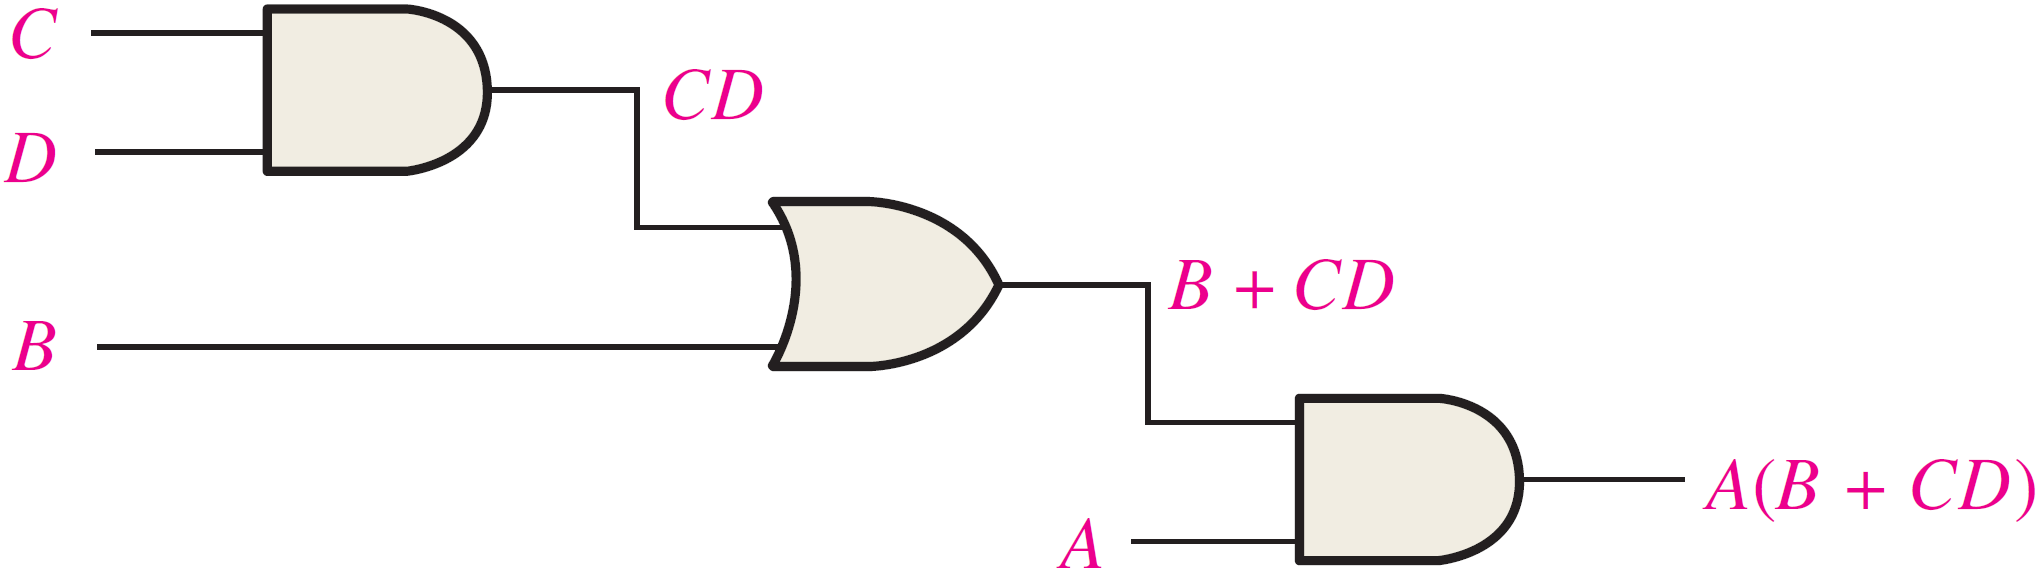 C
D
CD
B
B + CD
A
A(B + CD)